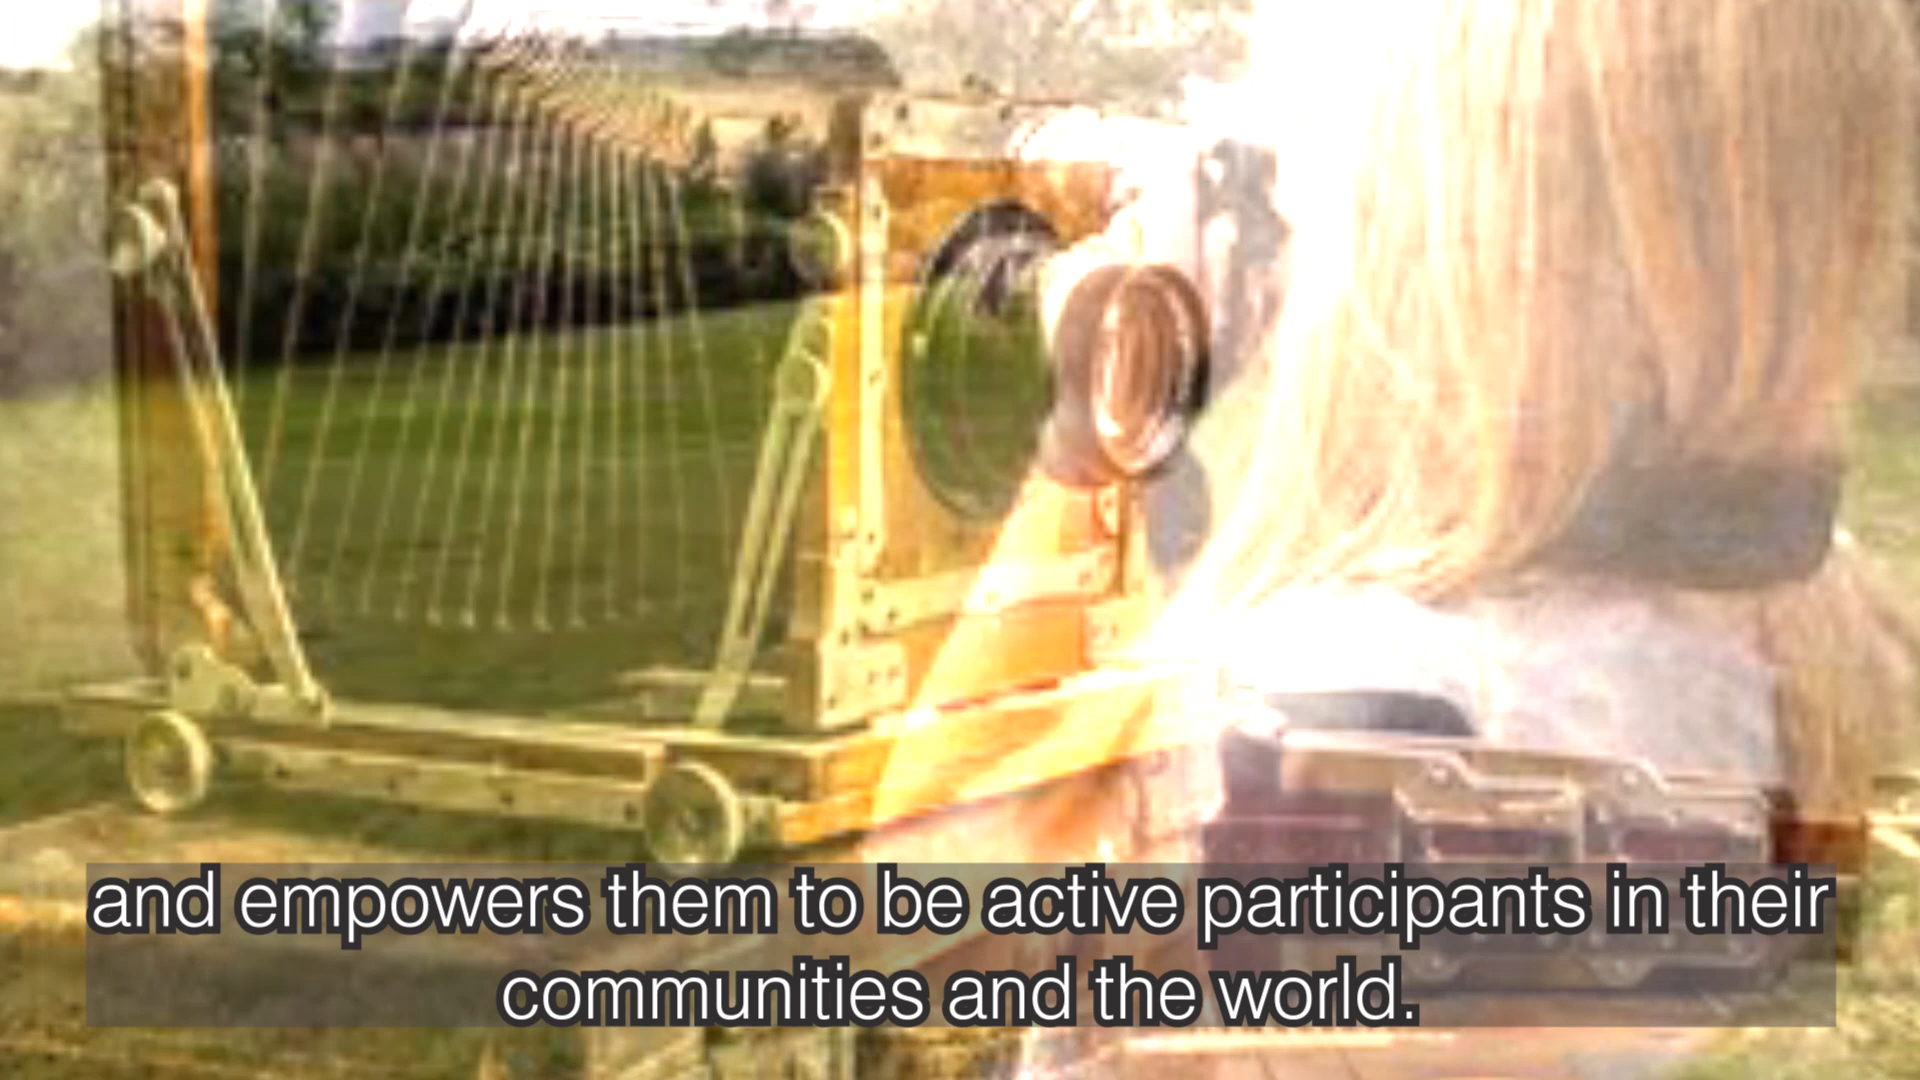 and empowers them to be active participants in their
communities and the world.